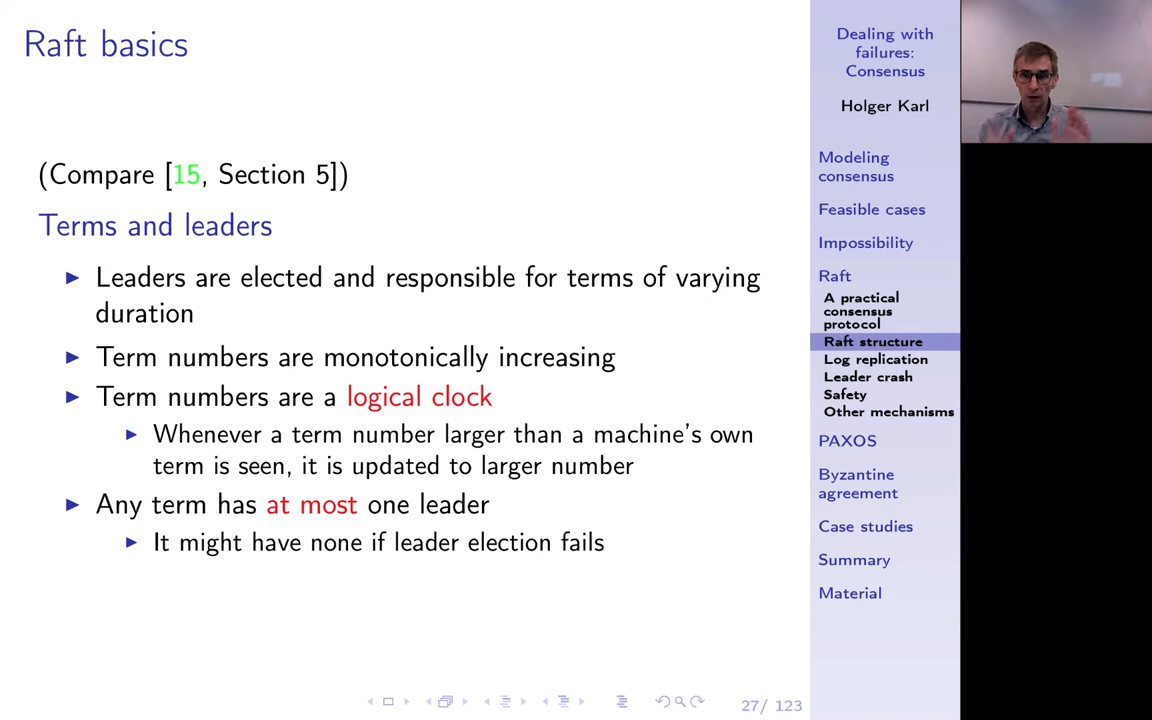 Raft basics
(Compare [15, Section 5])
Terms and leaders
Leaders are elected and responsible for terms of varying
duration
Term numbers are monotonically increasing
Term numbers are a logical clock
Whenever a term number larger than a machine's own
term is seen, it is updated to larger number
Any term has at most one leader
It might have none if leader election fails
27/ 123
Dealing with
failures:
Consensus
Holger Karl
Modeling
consensus
Feasible cases
Impossibility
Raft
A practical
consensus
protocol
Raft structure
Log replication
Leader crash
Safety
Other mechanisms
PAXOS
Byzantine
agreement
Case studies
Summary
Material